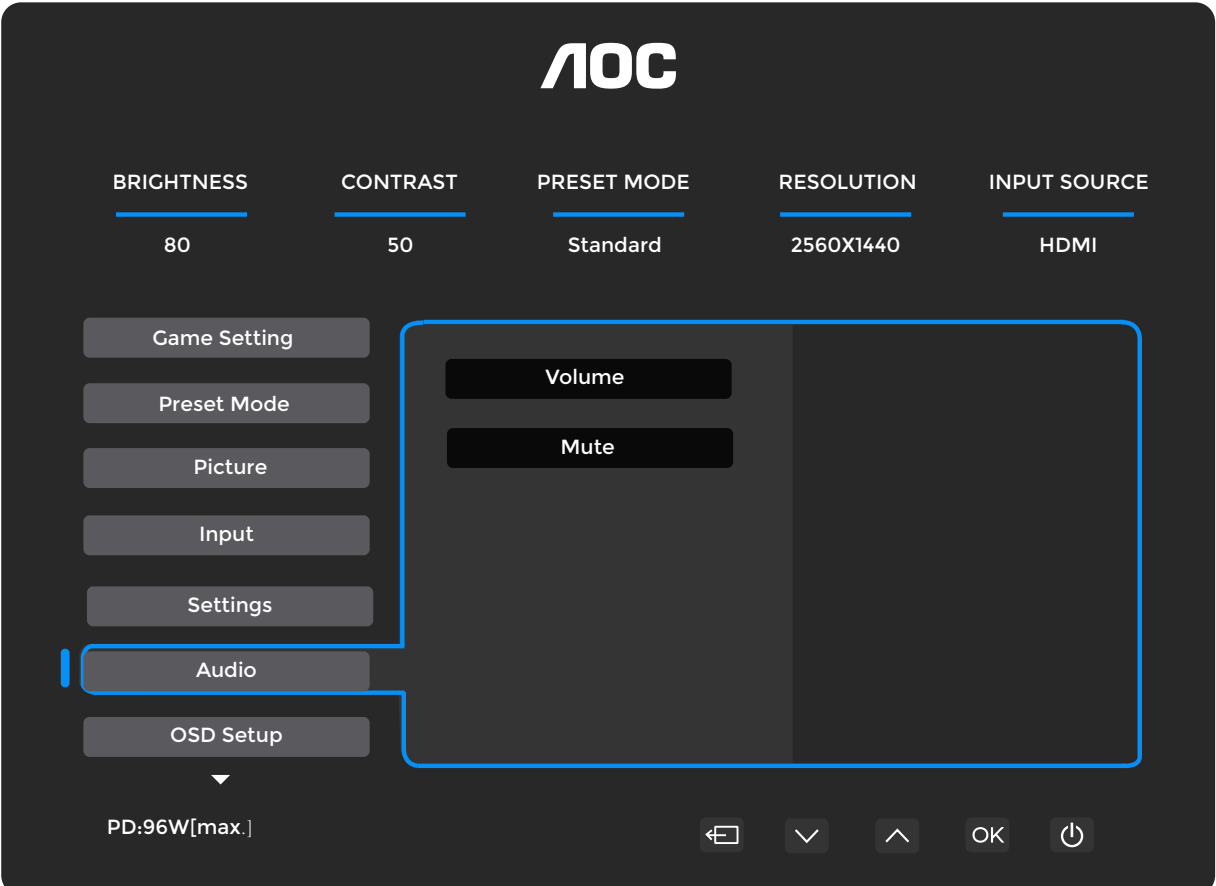 AOC
BRIGHTNESS CONTRAST PRESET MODE RESOLUTION INPUT SOURCE
80 50 Standard 2560X1440 HDMI
Game Setting
Preset Mode
Picture
Input
Settings
Audio
OSD Setup
Volume
Mute
PD:96W[max.]
OK